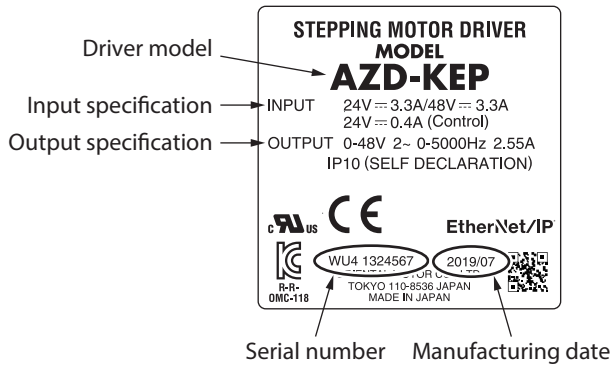 STEPPING MOTOR DRIVER
MODEL
Driver model
AZD-KEP
Input specification
INPUT 24V ⎓ 3.3A/48V ⎓ 3.3A
24V ⎓ 0.4A (Control)
Output specification
OUTPUT 0-48V 2~ 0-5000Hz 2.55A
IP10 (SELF DECLARATION)
c RU us CE
EtherNet/IP
WU4 1324567 2019/07
TOKYO 110-8536 JAPAN
MADE IN JAPAN
R-R-
OMC-118
Serial number Manufacturing date